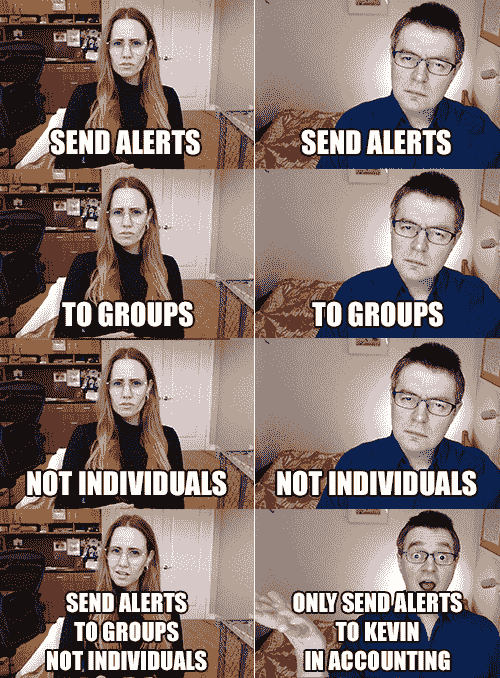 SEND ALERTS
SEND ALERTS
TO GROUPS
TO GROUPS
NOT INDIVIDUALS
NOT INDIVIDUALS
SEND ALERTS
TO GROUPS
NOT INDIVIDUALS
ONLY SEND ALERTS
TO KEVIN
IN ACCOUNTING